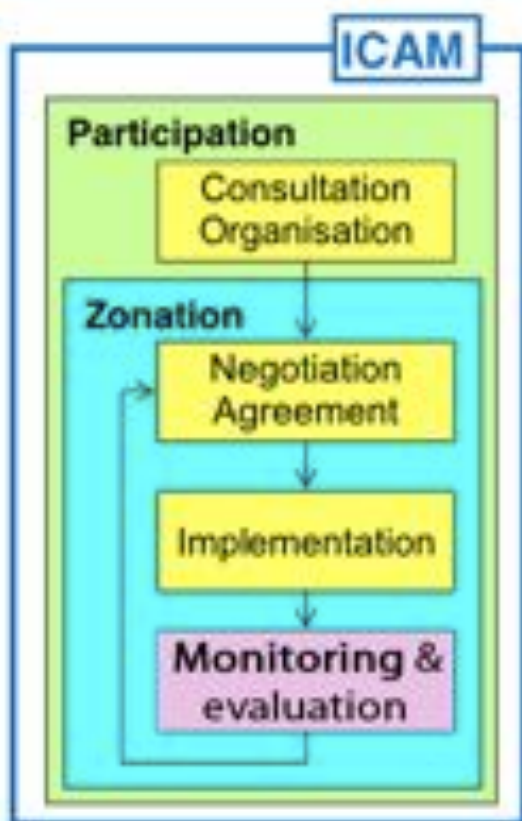 ICAM
Participation
Consultation
Organisation
Zonation
Negotiation
Agreement
Implementation
Monitoring &
evaluation